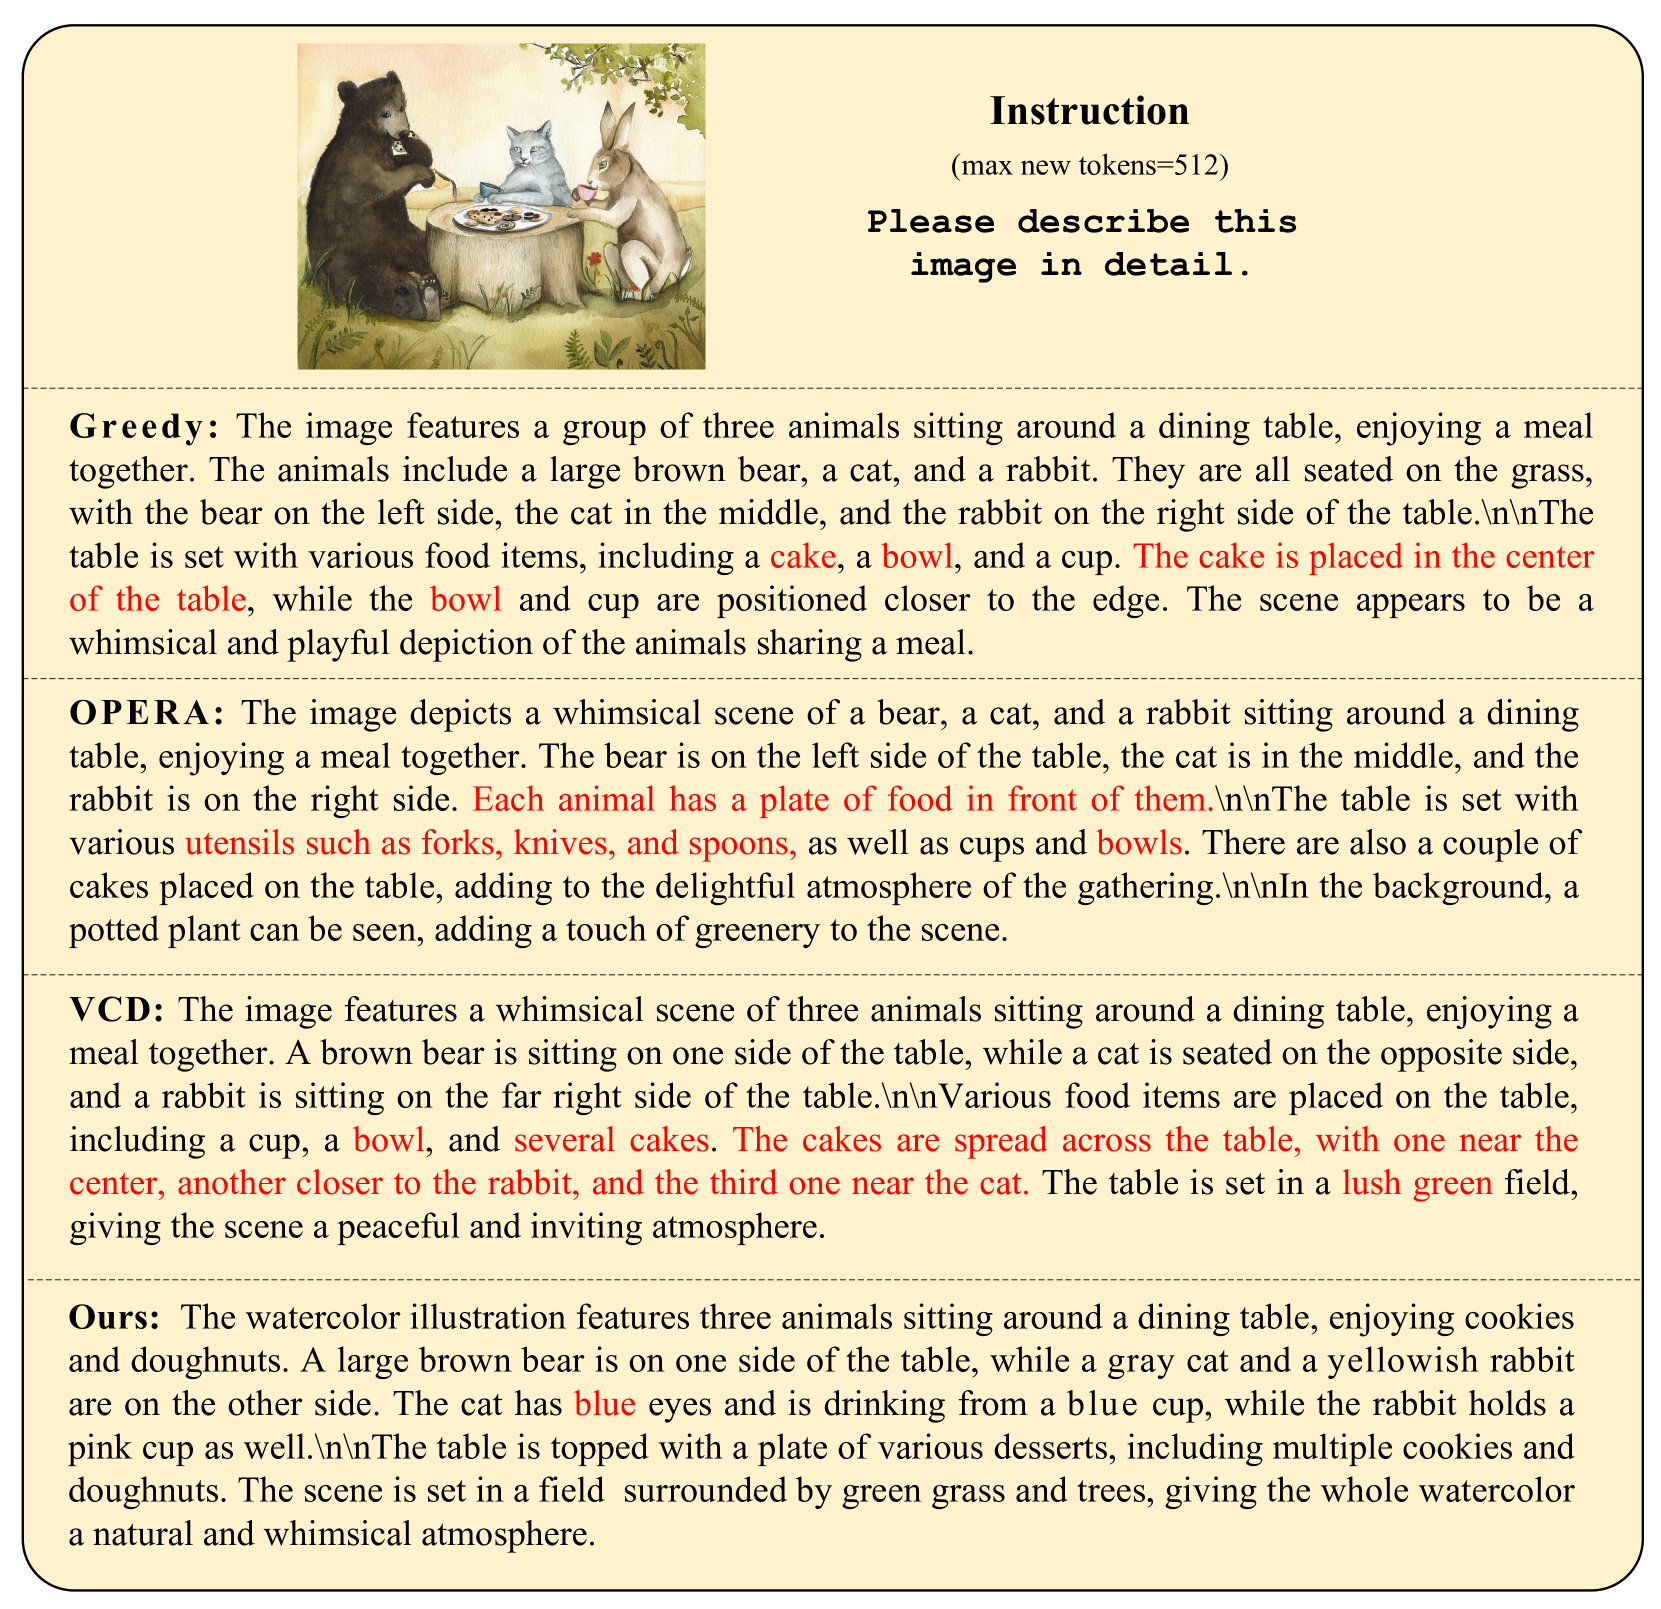 Instruction
(max new tokens=512)
Please describe this
image in detail.
Greedy: The image features a group of three animals sitting around a dining table, enjoying a meal
together. The animals include a large brown bear, a cat, and a rabbit. They are all seated on the grass,
with the bear on the left side, the cat in the middle, and the rabbit on the right side of the table.\n\nThe
table is set with various food items, including a cake, a bowl, and a cup. The cake is placed in the center
of the table, while the bowl and cup are positioned closer to the edge. The scene appears to be a
whimsical and playful depiction of the animals sharing a meal.
OPERA: The image depicts a whimsical scene of a bear, a cat, and a rabbit sitting around a dining
table, enjoying a meal together. The bear is on the left side of the table, the cat is in the middle, and the
rabbit is on the right side. Each animal has a plate of food in front of them.\n\nThe table is set with
various utensils such as forks, knives, and spoons, as well as cups and bowls. There are also a couple of
cakes placed on the table, adding to the delightful atmosphere of the gathering.\n\nIn the background, a
potted plant can be seen, adding a touch of greenery to the scene.
VCD: The image features a whimsical scene of three animals sitting around a dining table, enjoying a
meal together. A brown bear is sitting on one side of the table, while a cat is seated on the opposite side,
and a rabbit is sitting on the far right side of the table.\n\nVarious food items are placed on the table,
including a cup, a bowl, and several cakes. The cakes are spread across the table, with one near the
center, another closer to the rabbit, and the third one near the cat. The table is set in a lush green field,
giving the scene a peaceful and inviting atmosphere.
Ours: The watercolor illustration features three animals sitting around a dining table, enjoying cookies
and doughnuts. A large brown bear is on one side of the table, while a gray cat and a yellowish rabbit
are on the other side. The cat has blue eyes and is drinking from a blue cup, while the rabbit holds a
pink cup as well.\n\nThe table is topped with a plate of various desserts, including multiple cookies and
doughnuts. The scene is set in a field surrounded by green grass and trees, giving the whole watercolor
a natural and whimsical atmosphere.